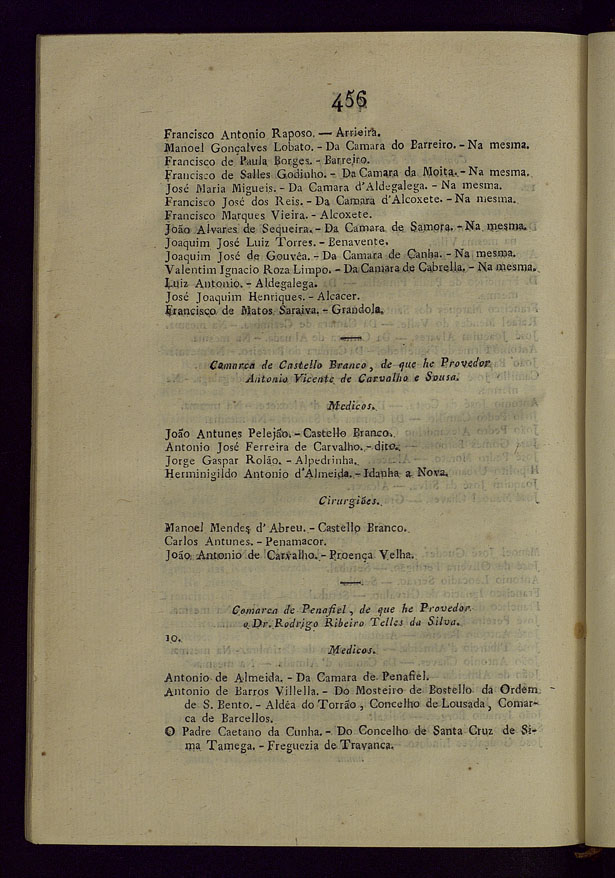 456
Francisco Antonio Raposo. — Arrieira.
Manoel Gonçalves Lobato. - Da Camara do Barreiro. - Na mesma.
Francisco de Paula Borges. - Barreiro.
Francisco de Salles Godinho. - Da Camara da Moita. - Na mesma.
José Maria Migueis. - Da Camara d'Aldegalega. - Na mesma.
Francisco José dos Reis. - Da Camara d'Alcoxete. - Na mesma.
Francisco Marques Vieira. - Alcoxete.
João Alvares de Sequeira. - Da Camara de Samora. - Na mesma.
Joaquim José Luiz Torres. - Benavente.
Joaquim José de Gouvêa. - Da Camara de Canha. - Na mesma.
Valentim Ignacio Roza Limpo. - Da Camara de Cabrella. - Na mesma.
Luiz Antonio. - Aldegalega.
José Joaquim Henriques. - Alcacer.
Francisco de Matos Saraiva. - Grandola.
Comarca de Castello Branco, de que he Provedor
Antonio Vicente de Carvalho e Sousa.
Medicos.
João Antunes Pelejão. - Castello Branco.
Antonio José Ferreira de Carvalho. - dito.
Jorge Gaspar Rolão. - Alpedrinha.
Herminigildo Antonio d'Almeida. - Idanha a Nova.
Cirurgiões.
Manoel Mendes d'Abreu. - Castello Branco.
Carlos Antunes. - Penamacor.
João Antonio de Carvalho. - Proença Velha.
Comarca de Penafiel, de que he Provedor
o Dr. Rodrigo Ribeiro Telles da Silva.
10.
Medicos.
Antonio de Almeida. - Da Camara de Penafiel.
Antonio de Barros Villella. - Do Mosteiro de Bostello da Ordem
de S. Bento. - Aldêa do Torrão, Concelho de Lousada, Comar-
ca de Barcellos.
O Padre Caetano da Cunha. - Do Concelho de Santa Cruz de Si-
ma Tamega. - Freguezia de Travanca.